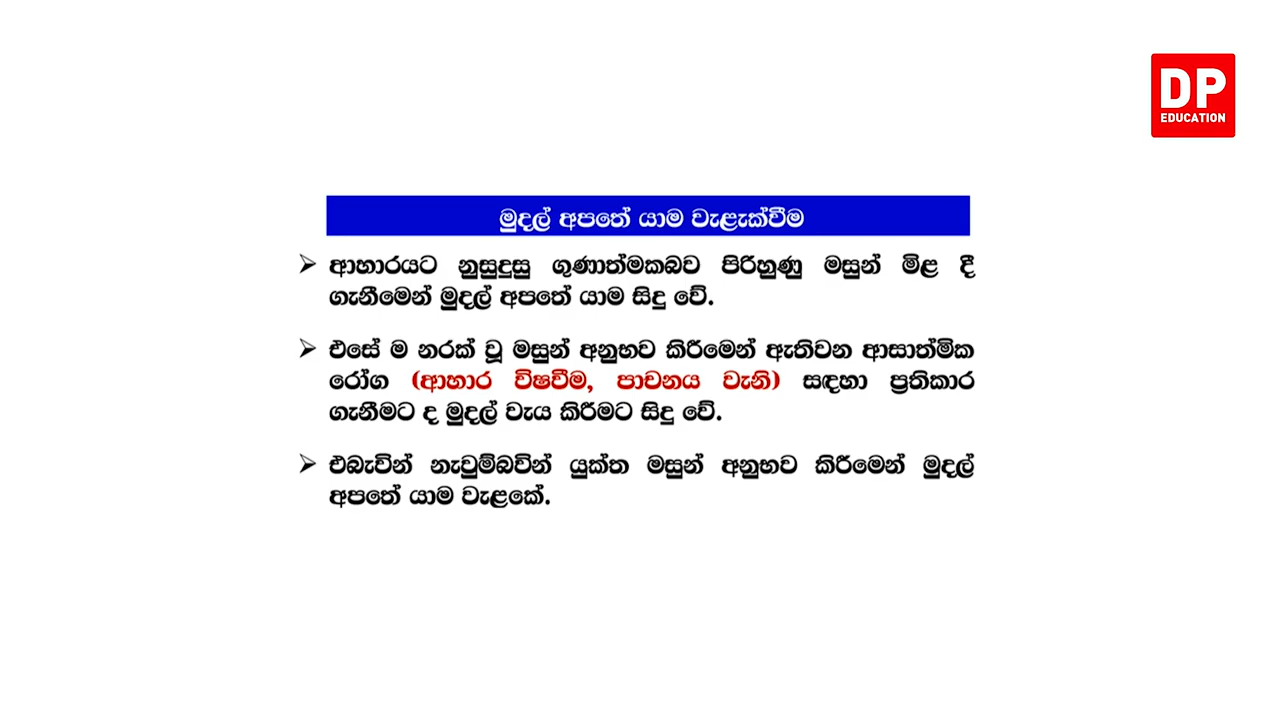 DP
EDUCATION
මුදල් අපතේ යාම වැළැක්වීම
➢ ආහාරයට නුසුදුසු ගුණාත්මකබව පිරිහුණු මසුන් මිළ දී
ගැනීමෙන් මුදල් අපතේ යාම සිදු වේ.
➢ එසේ ම නරක් වූ මසුන් අනුභව කිරීමෙන් ඇතිවන ආසාත්මික
රෝග (ආහාර විෂවීම, පාචනය වැනි) සඳහා ප්‍රතිකාර
ගැනීමට ද මුදල් වැය කිරීමට සිදු වේ.
➢ එබැවින් නැවුම්බවින් යුක්ත මසුන් අනුභව කිරීමෙන් මුදල්
අපතේ යාම වැළකේ.